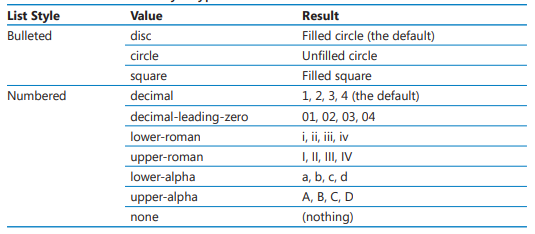 List Style Value Result
Bulleted disc Filled circle (the default)
circle Unfilled circle
square Filled square
Numbered decimal 1, 2, 3, 4 (the default)
decimal-leading-zero 01, 02, 03, 04
lower-roman i, ii, iii, iv
upper-roman I, II, III, IV
lower-alpha a, b, c, d
upper-alpha A, B, C, D
none (nothing)